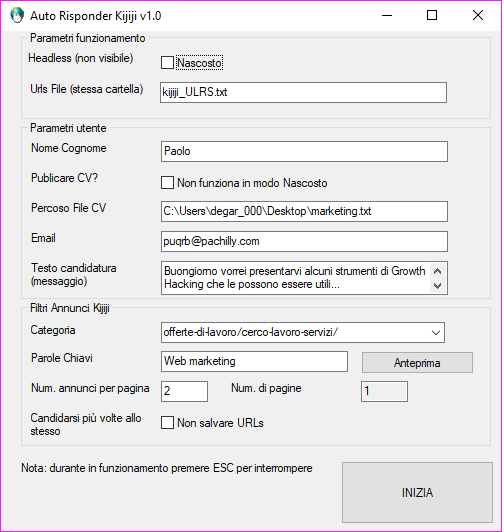 Auto Risponder Kijiji v1.0
Parametri funzionamento
Headless (non visibile)
Nascosto
Urls File (stessa cartella)
kijiji_ULRS.txt
Parametri utente
Nome Cognome
Paolo
Publicare CV?
Non funziona in modo Nascosto
Percoso File CV
C:\Users\degar_000\Desktop\marketing.txt
Email
puqrb@pachilly.com
Testo candidatura
(messaggio)
Buongiorno vorrei presentarvi alcuni strumenti di Growth
Hacking che le possono essere utili...
Filtri Annunci Kijiji
Categoria
offerte-di-lavoro/cerco-lavoro-servizi/
Parole Chiavi
Web marketing
Anteprima
Num. annunci per pagina
2
Num. di pagine
1
Candidarsi più volte allo
stesso
Non salvare URLs
Nota: durante in funzionamento premere ESC per interrompere
INIZIA